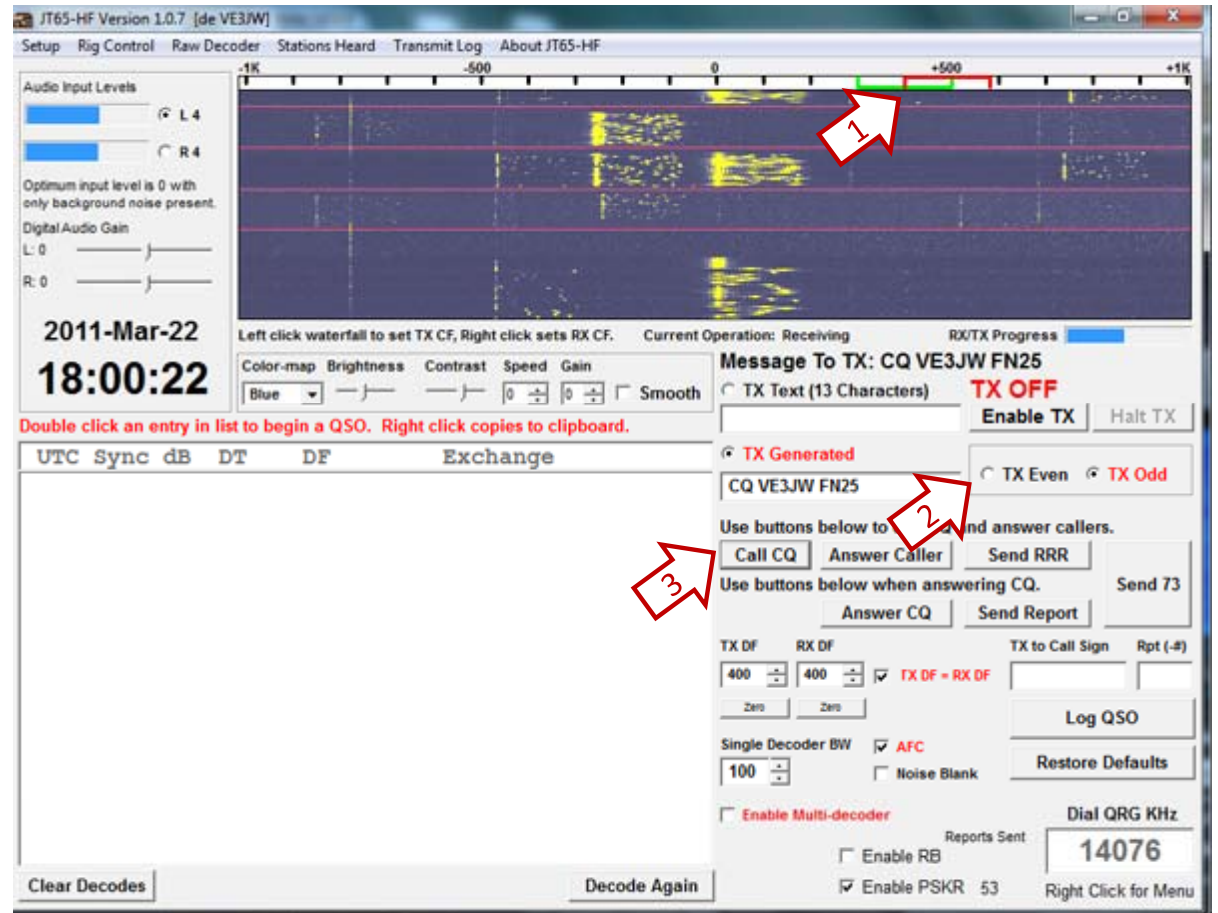 JT65-HF Version 1.0.7 [de VE3JW]
Setup Rig Control Raw Decoder Stations Heard Transmit Log About JT65-HF
-1K -500 0 +500 +1K
Audio Input Levels
L 4
R 4
Optimum input level is 0 with
only background noise present.
Digital Audio Gain
L: 0
R: 0
1
2011-Mar-22
18:00:22
Left click waterfall to set TX CF, Right click sets RX CF. Current Operation: Receiving RX/TX Progress
Color-map Brightness Contrast Speed Gain
Blue 0 0 Smooth
Double click an entry in list to begin a QSO. Right click copies to clipboard.
UTC Sync dB DT DF Exchange
Clear Decodes Decode Again
Message To TX: CQ VE3JW FN25
TX Text (13 Characters) TX OFF
Enable TX Halt TX
TX Generated
TX Even TX Odd
CQ VE3JW FN25
2
Use buttons below to nd answer callers.
Call CQ Answer Caller Send RRR
3
Use buttons below when answering CQ. Send 73
Answer CQ Send Report
TX DF RX DF TX to Call Sign Rpt (-#)
400 400 TX DF = RX DF
Zero Zero
Log QSO
Single Decoder BW AFC
100 Noise Blank
Restore Defaults
Enable Multi-decoder Dial QRG KHz
Reports Sent
Enable RB 14076
Enable PSKR 53 Right Click for Menu